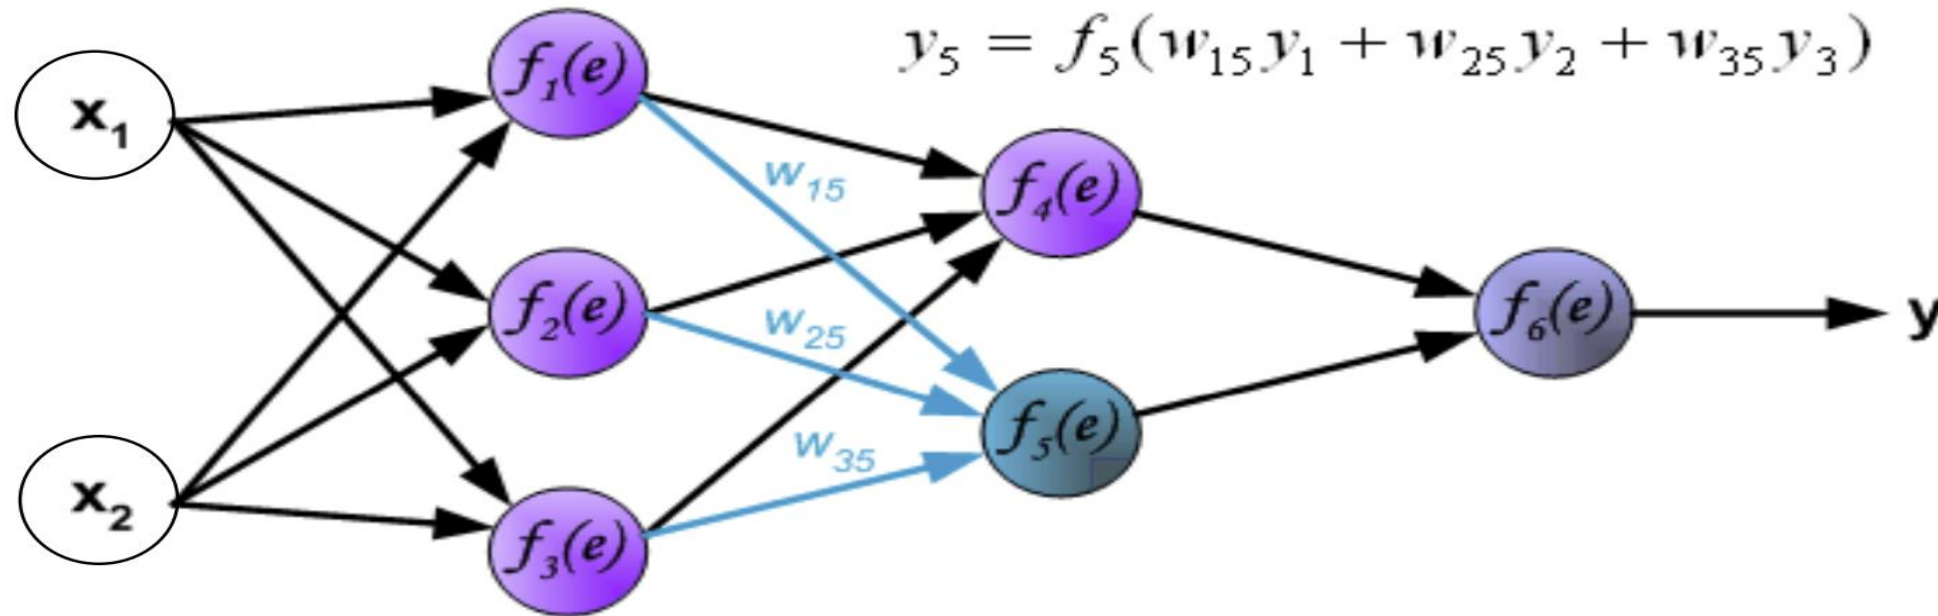 y₅ = f₅(w₁₅y₁ + w₂₅y₂ + w₃₅y₃)
f₁(e)
x₁
w₁₅
f₄(e)
f₂(e)
w₂₅
f₆(e)
y
w₃₅
f₅(e)
x₂
f₃(e)